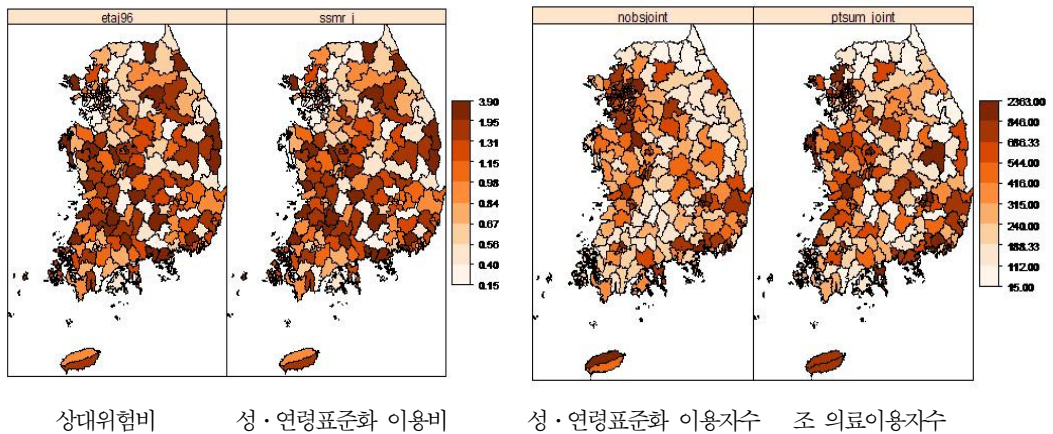 etaj96
ssmr_j
nobsjoint
ptsum_joint
3.90
1.95
1.31
1.15
0.98
0.84
0.67
0.56
0.40
0.15
2363.00
846.00
686.33
544.00
416.00
315.00
240.00
188.33
112.00
15.00
상대위험비
성·연령표준화 이용비
성·연령표준화 이용자수
조 의료이용자수